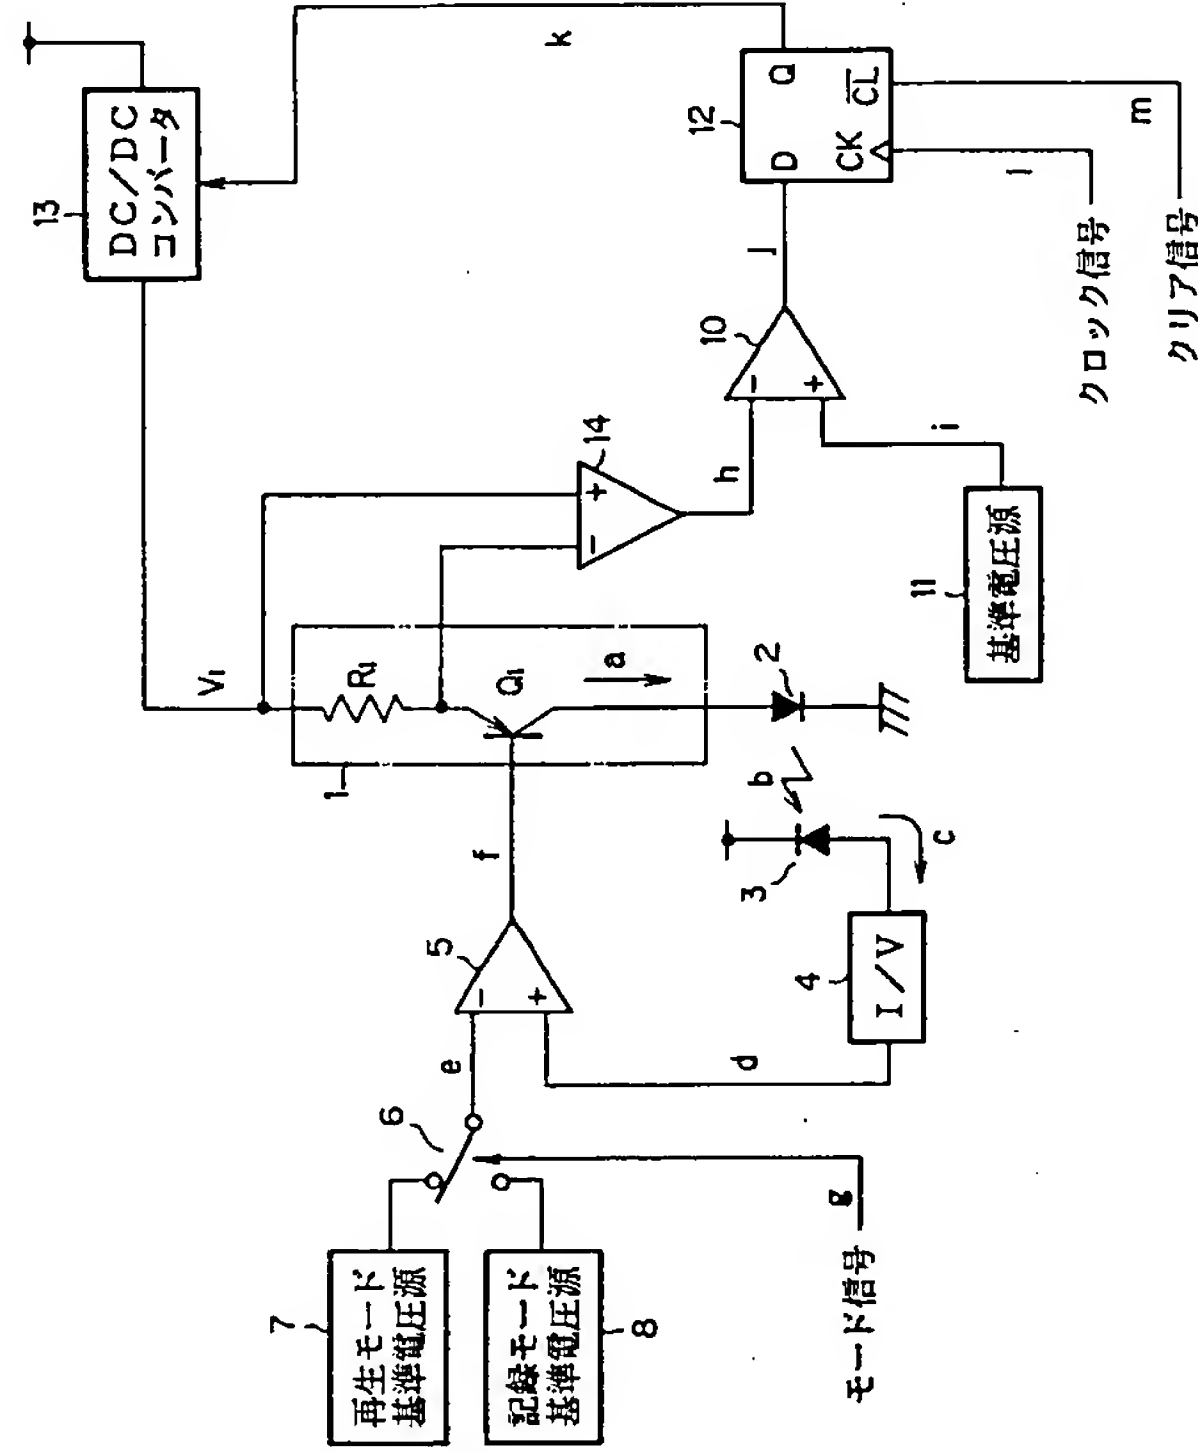 13
DC/DC
コンバータ
k
12
D
Q
CK
CL
l
m
クロック信号
クリア信号
j
10
−
+
h
i
11
基準電圧源
14
+
−
V1
R1
Q1
a
1
2
b
3
c
4
I/V
d
f
5
−
+
e
6
g
モード信号
7
再生モード
基準電圧源
8
記録モード
基準電圧源